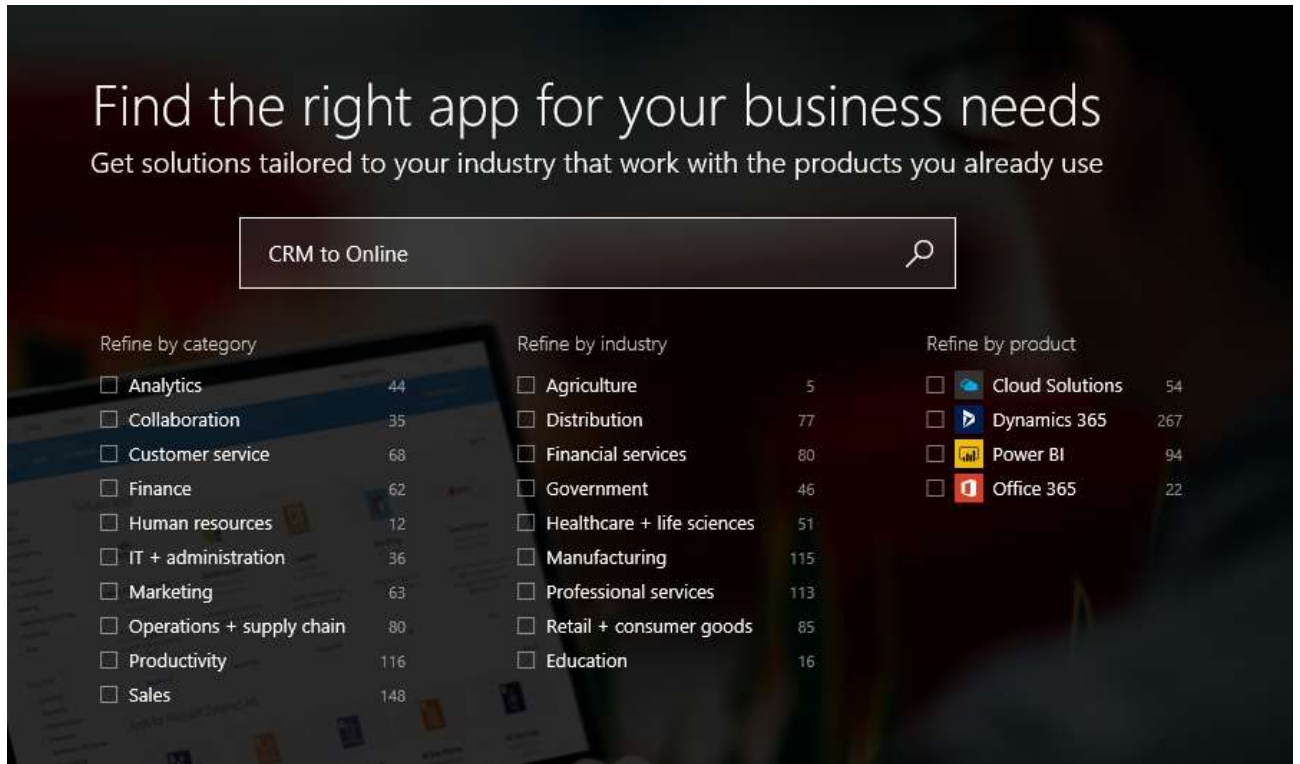 Find the right app for your business needs
Get solutions tailored to your industry that work with the products you already use
CRM to Online
Refine by category
Analytics 44
Collaboration 35
Customer service 68
Finance 62
Human resources 12
IT + administration 36
Marketing 63
Operations + supply chain 80
Productivity 116
Sales 148
Refine by industry
Agriculture 5
Distribution 77
Financial services 80
Government 46
Healthcare + life sciences 51
Manufacturing 115
Professional services 113
Retail + consumer goods 85
Education 16
Refine by product
Cloud Solutions 54
Dynamics 365 267
Power BI 94
Office 365 22